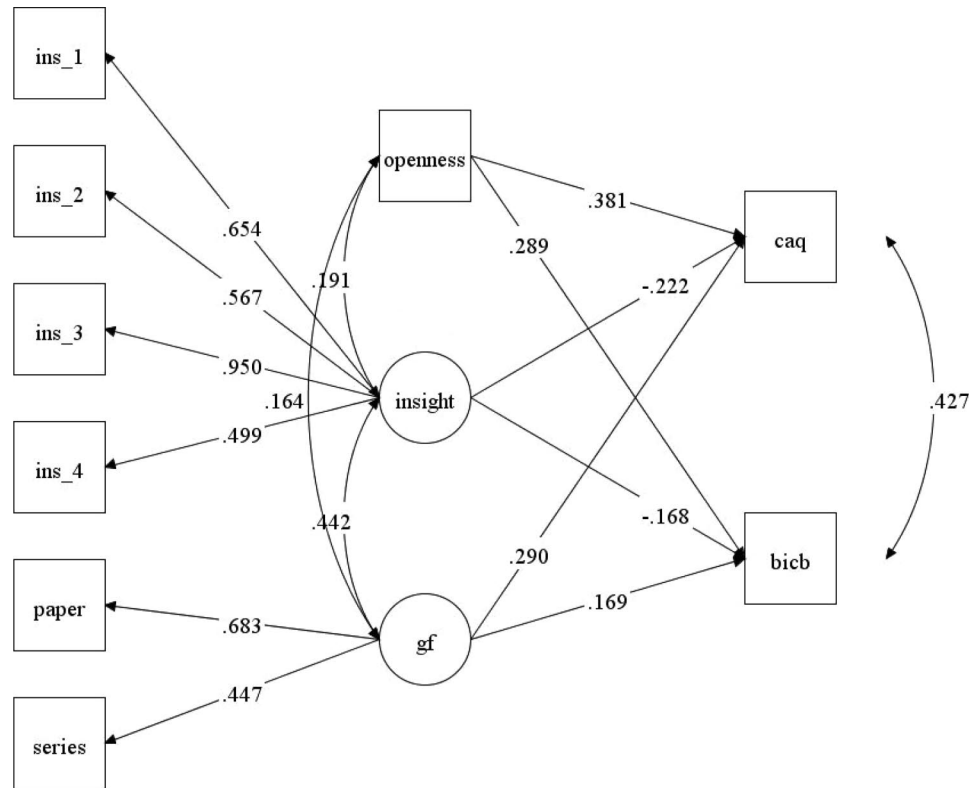 ins_1
ins_2
ins_3
ins_4
paper
series
.654
.567
.950
.499
.683
.447
openness
insight
gf
.191
.164
.442
.381
.289
-.222
-.168
.290
.169
caq
bicb
.427